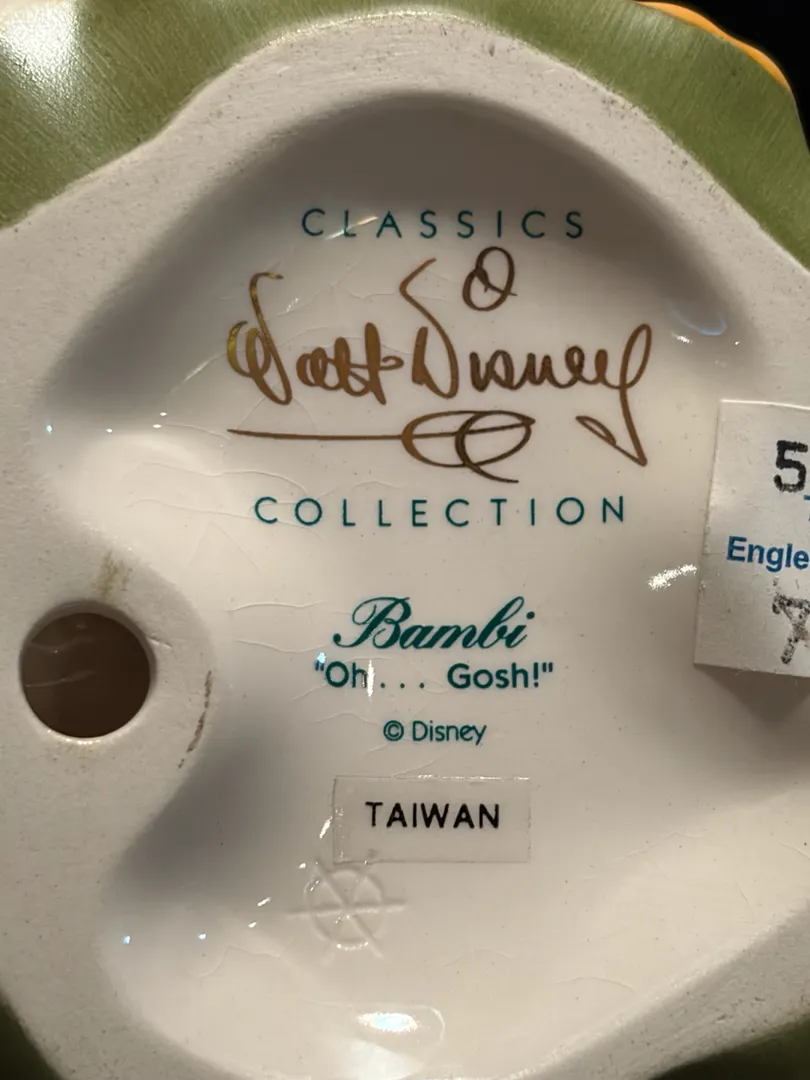 CLASSICS
Walt Disney
COLLECTION
Bambi
"Oh... Gosh!"
© Disney
TAIWAN
5
Engle